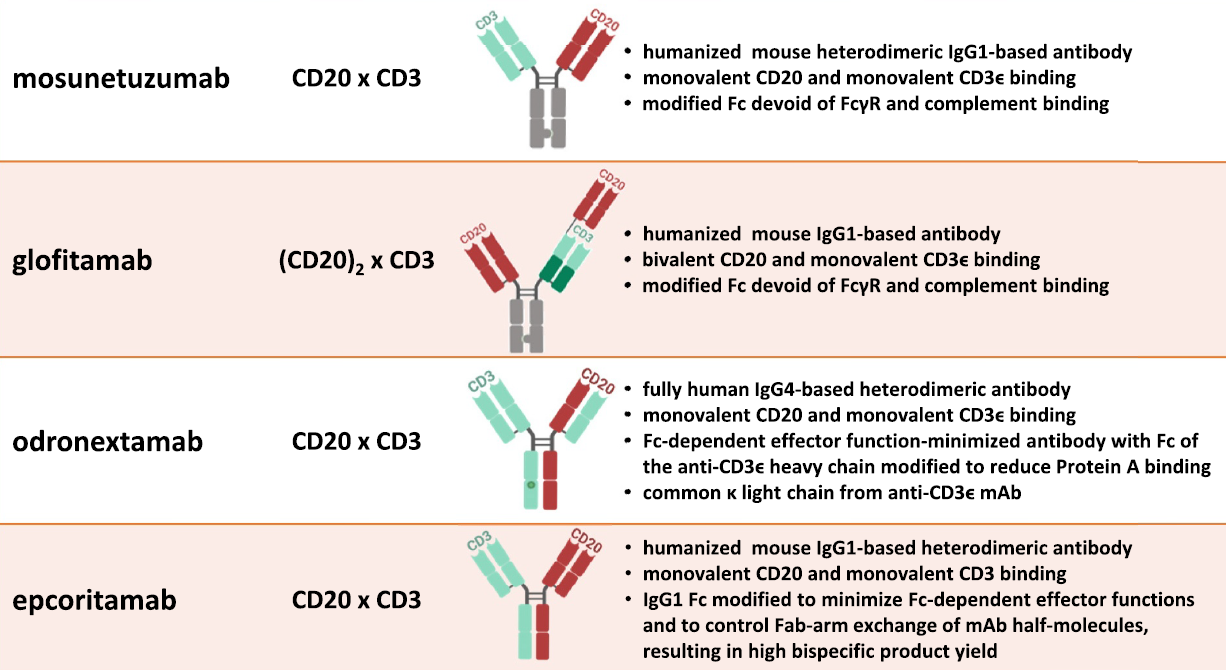 CD3 CD20
mosunetuzumab CD20 x CD3
• humanized mouse heterodimeric IgG1-based antibody
• monovalent CD20 and monovalent CD3ϵ binding
• modified Fc devoid of FcγR and complement binding
CD20
CD20 CD3
glofitamab (CD20)₂ x CD3
• humanized mouse IgG1-based antibody
• bivalent CD20 and monovalent CD3ϵ binding
• modified Fc devoid of FcγR and complement binding
CD3 CD20
odronextamab CD20 x CD3
• fully human IgG4-based heterodimeric antibody
• monovalent CD20 and monovalent CD3ϵ binding
• Fc-dependent effector function-minimized antibody with Fc of
the anti-CD3ϵ heavy chain modified to reduce Protein A binding
• common κ light chain from anti-CD3ϵ mAb
CD3 CD20
epcoritamab CD20 x CD3
• humanized mouse IgG1-based heterodimeric antibody
• monovalent CD20 and monovalent CD3 binding
• IgG1 Fc modified to minimize Fc-dependent effector functions
and to control Fab-arm exchange of mAb half-molecules,
resulting in high bispecific product yield